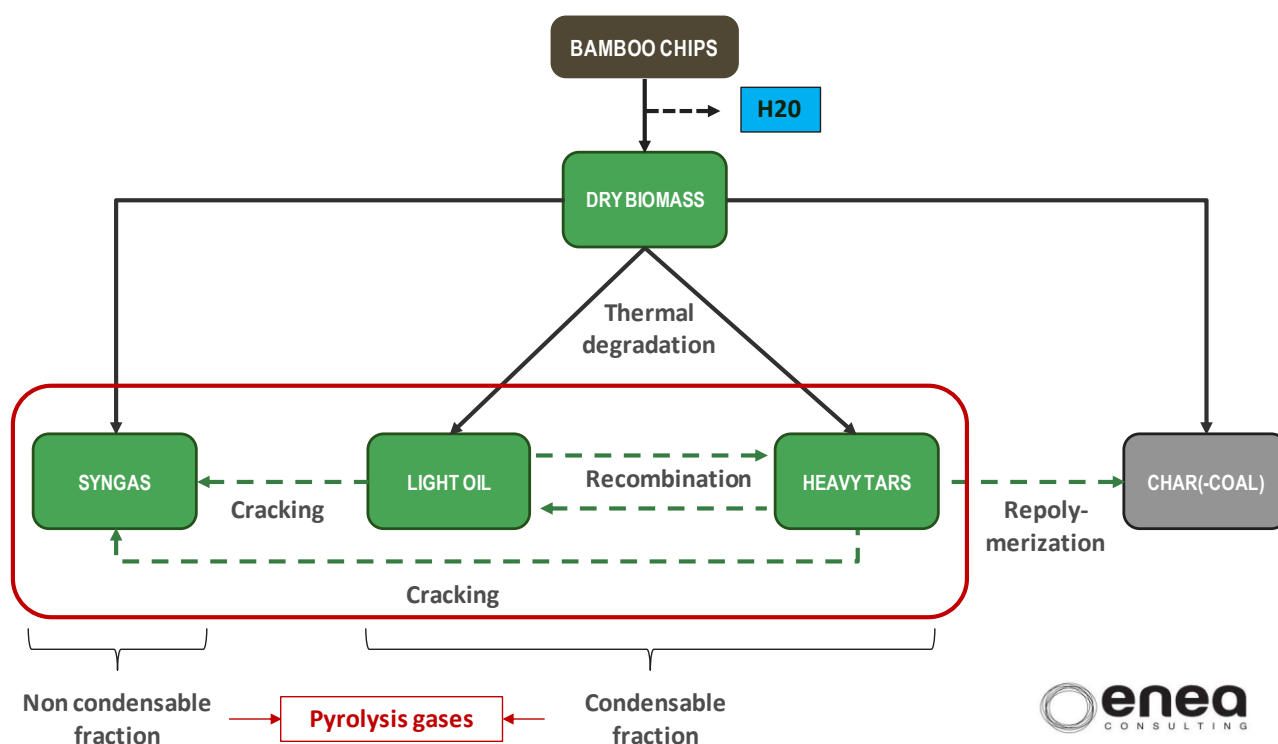 BAMBOO CHIPS
H20
DRY BIOMASS
Thermal
degradation
SYNGAS
LIGHT OIL
HEAVY TARS
CHAR(-COAL)
Cracking
Recombination
Repoly-
merization
Cracking
Non condensable
fraction
Pyrolysis gases
Condensable
fraction
enea
CONSULTING